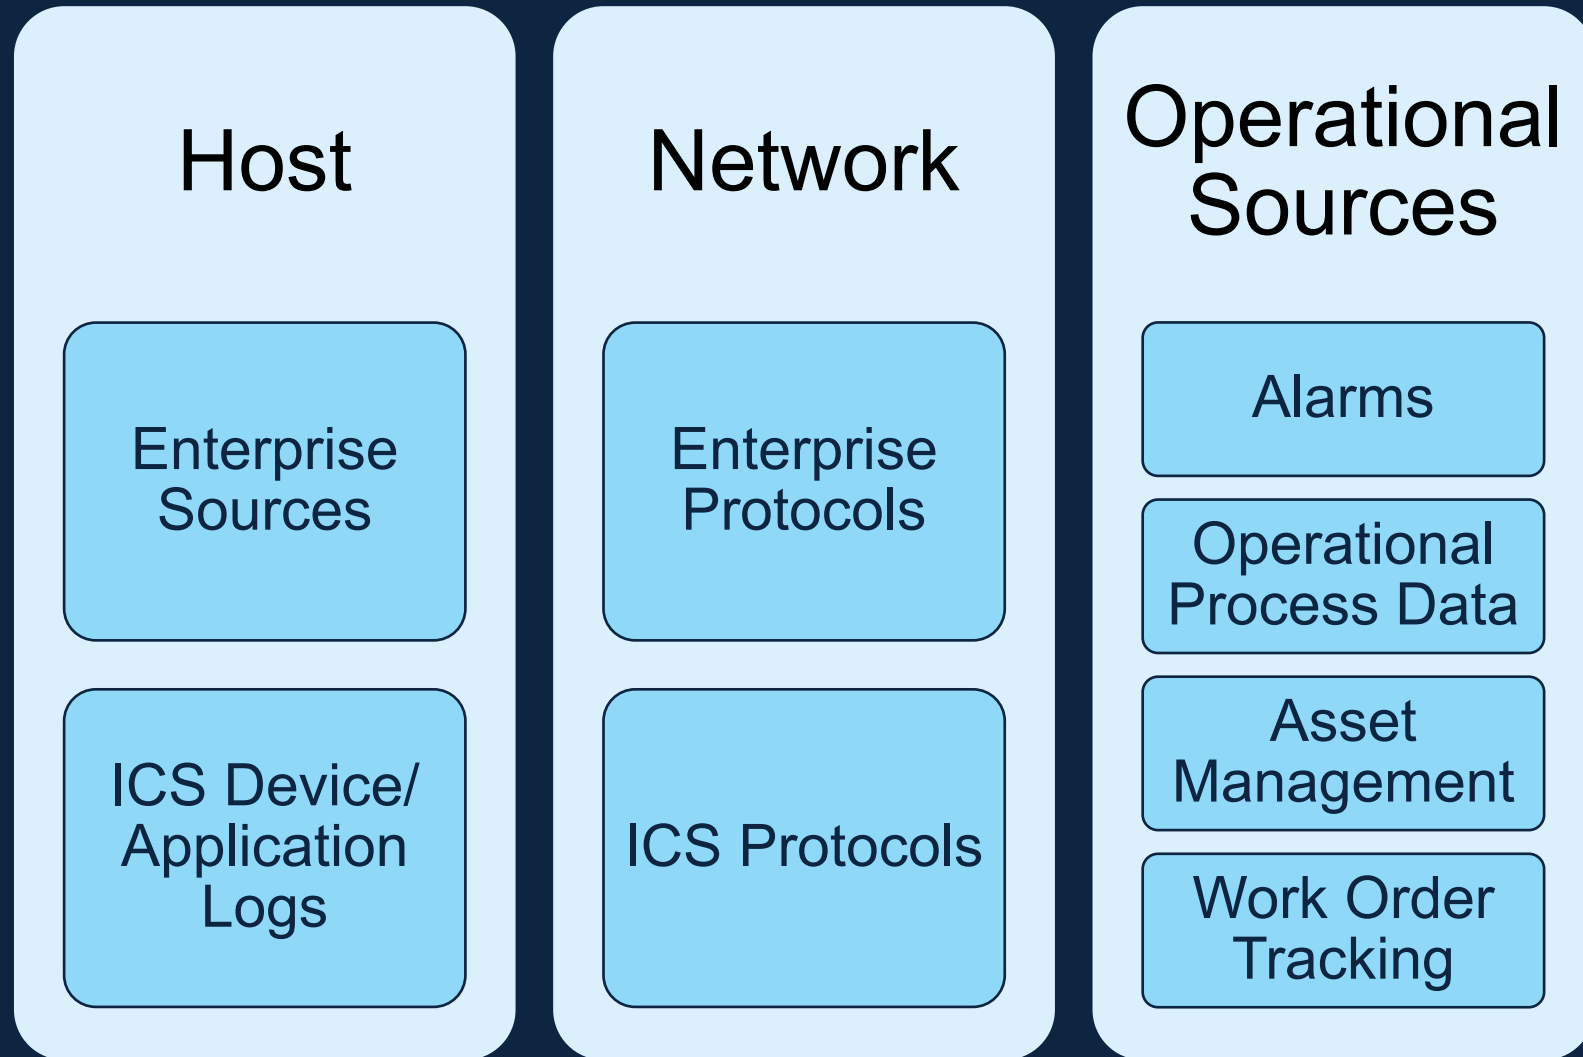 Host
Enterprise
Sources
ICS Device/
Application
Logs
Network
Enterprise
Protocols
ICS Protocols
Operational
Sources
Alarms
Operational
Process Data
Asset
Management
Work Order
Tracking